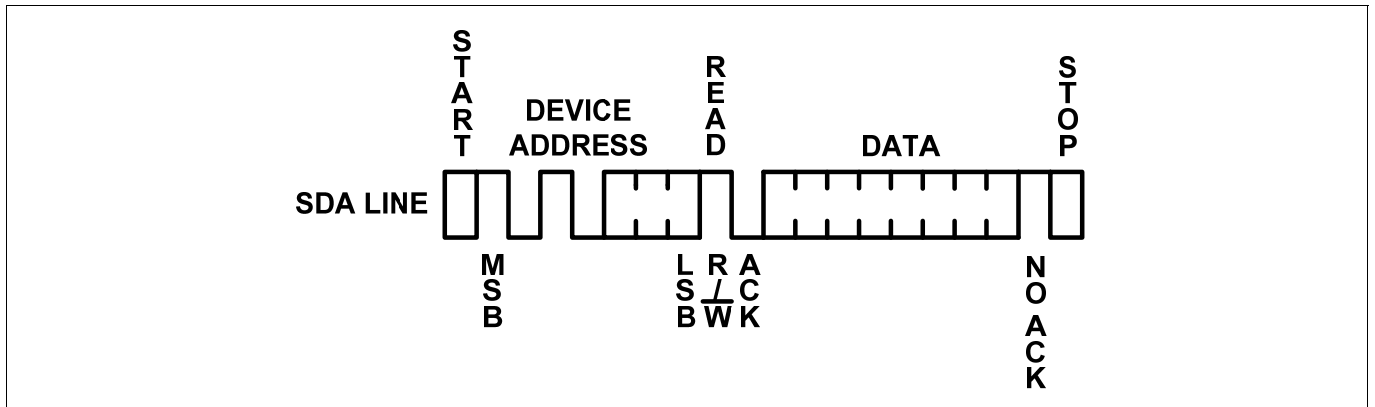 START
DEVICE
ADDRESS
READ
DATA
STOP
SDA LINE
MSB
LSB
R/W
ACK
NO ACK